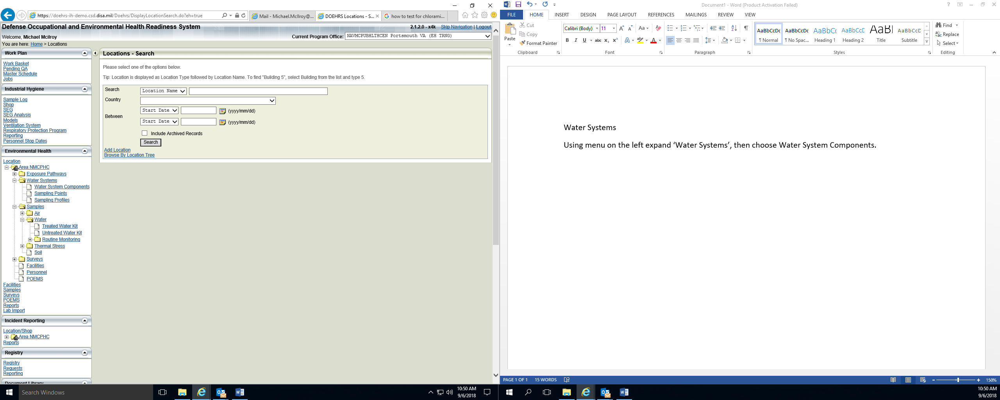 https://doehrs-ih-demo.csd.disa.mil/Doehrs/DisplayLocationSearch.do?eh=true
Mail - Michael.McIlroy@...
DOEHRS Locations - S...
how to test for chlorami...
Defense Occupational and Environmental Health Readiness System
2.1.2.0 - x4k Skip Navigation | Logout
Welcome, Michael Mcilroy
Current Program Office: NAVMCPUBHLTHCEN Portsmouth VA (EH TRNG)
You are here: Home > Locations
Work Plan
Work Basket
Pending QA
Master Schedule
Jobs
Industrial Hygiene
Sample Log
Shop
SEG
SEG Analysis
Models
Ventilation System
Respiratory Protection Program
Reporting
Personnel Stop Dates
Environmental Health
Location
Area NMCPHC
Exposure Pathways
Water Systems
Water System Components
Sampling Points
Sampling Profiles
Samples
Air
Water
Treated Water Kit
Untreated Water Kit
Routine Monitoring
Thermal Stress
Soil
Surveys
Facilities
Personnel
POEMS
Facilities
Samples
Surveys
POEMS
Reports
Lab Import
Incident Reporting
Location/Shop
Area NMCPHC
Reports
Registry
Registry
Requests
Reporting
Document Library
Locations - Search
Please select one of the options below.
Tip: Location is displayed as Location Type followed by Location Name. To find "Building 5", select Building from the list and type 5.
Search Location Name
Country
Start Date (yyyy/mm/dd)
Between
Start Date (yyyy/mm/dd)
Include Archived Records
Search
Add Location
Browse By Location Tree
Search Windows
10:50 AM
9/6/2018
Document1 - Word (Product Activation Failed)
FILE HOME INSERT DESIGN PAGE LAYOUT REFERENCES MAILINGS REVIEW VIEW
Paste
Cut
Copy
Format Painter
Clipboard
Calibri (Body) 11
Font
Paragraph
AaBbCcDc ¶ Normal
AaBbCcDc ¶ No Spac...
AaBbC( Heading 1
AaBbCcE Heading 2
AaBl Title
AaBbCcD Subtitle
Styles
Find
Replace
Select
Editing
Water Systems
Using menu on the left expand ‘Water Systems’, then choose Water System Components.
PAGE 1 OF 1 15 WORDS
150%
10:50 AM
9/6/2018